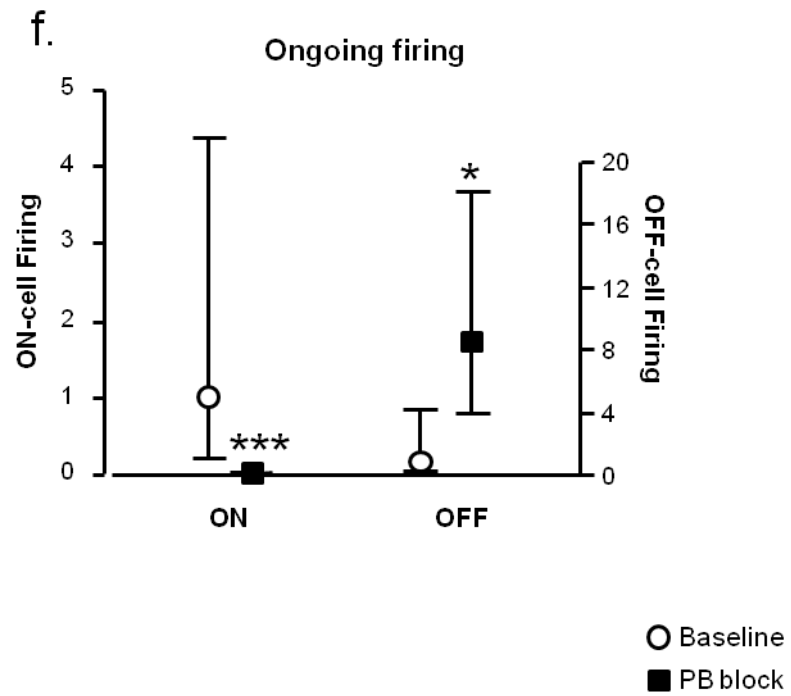 f.
Ongoing firing
5
4
3
2
1
0
ON-cell Firing
***
*
20
16
12
8
4
0
OFF-cell Firing
ON OFF
Baseline
PB block